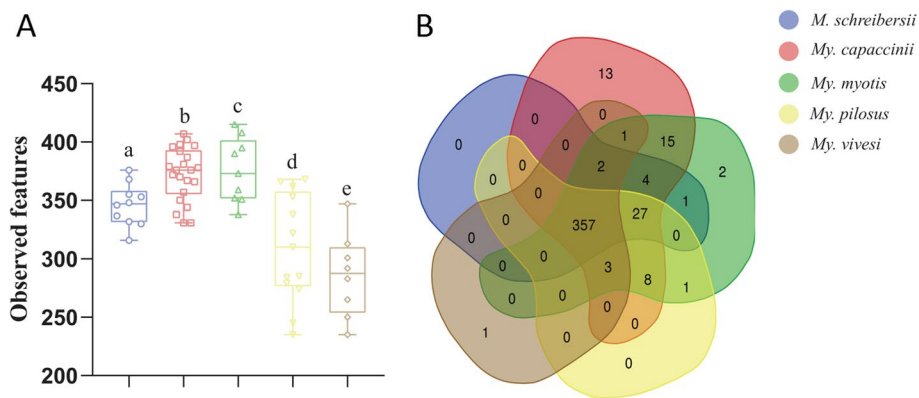 A
B
M. schreibersii
My. capaccinii
My. myotis
My. pilosus
My. vivesi
Observed features
450
400
350
300
250
200
a
b
c
d
e
13
0
0
0
1
15
2
0
0
2
4
1
0
0
357
27
0
0
0
0
3
8
1
0
0
0
0
1
0
0
0